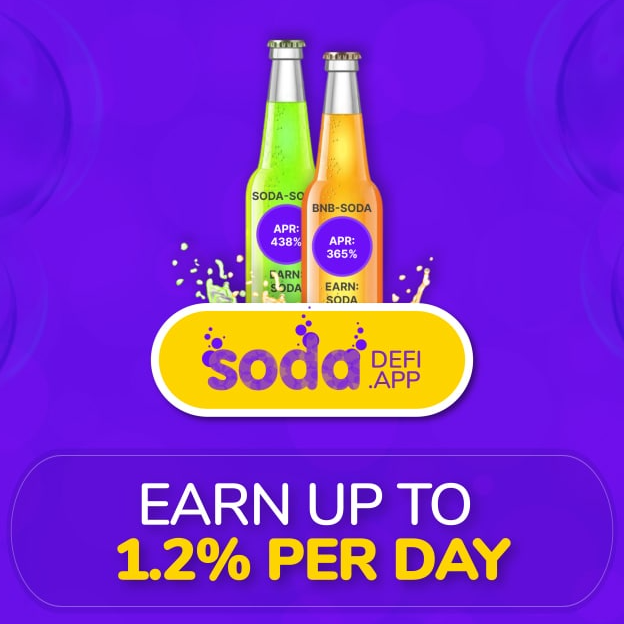 SODA-SO
APR:
438%
EARN:
SODA
BNB-SODA
APR:
365%
EARN:
SODA
soda
DEFI
.APP
EARN UP TO
1.2% PER DAY